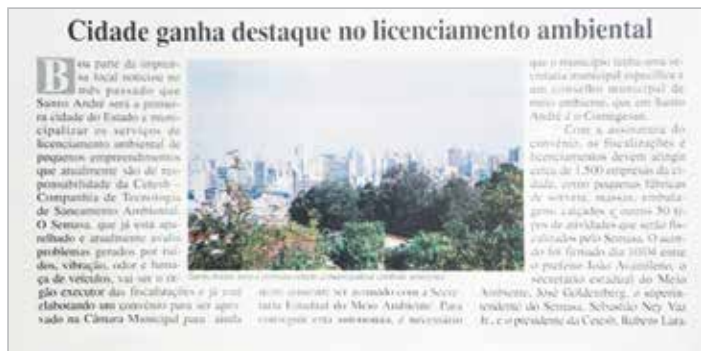 Cidade ganha destaque no licenciamento ambiental
Boa parte da impren-
sa local noticiou no
mês passado que
Santo André será a primei-
ra cidade do Estado a muni-
cipalizar os serviços de
licenciamento ambiental de
pequenos empreendimentos
que atualmente são de res-
ponsabilidade da Cetesb -
Companhia de Tecnologia
de Saneamento Ambiental.
O Semasa, que já está apa-
relhado e atualmente avalia
problemas gerados por ruí-
dos, vibração, odor e fuma-
ça de veículos, vai ser o ór-
gão executor das fiscalizações e já está
elaborando um convênio para ser apro-
vado na Câmara Municipal para ainda
neste semestre ser assinado com a Secre-
taria Estadual do Meio Ambiente. Para
conseguir esta autonomia, é necessário
que o município tenha uma se-
cretaria municipal específica e
um conselho municipal de
meio ambiente, que em Santo
André é o Comugesan.
Com a assinatura do
convênio, as fiscalizações e
licenciamentos devem atingir
cerca de 1.500 empresas da ci-
dade, como pequenas fábricas
de sorvete, massas, embala-
gens, calçados e outros 50 ti-
pos de atividades que serão fis-
calizados pelo Semasa. O acor-
do foi firmado dia 10/04 entre
o prefeito João Avamileno, o
secretário estadual do Meio
Ambiente, José Goldemberg, o superin-
tendente do Semasa, Sebastião Ney Vaz
Jr., e o presidente da Cetesb, Rubens Lara.